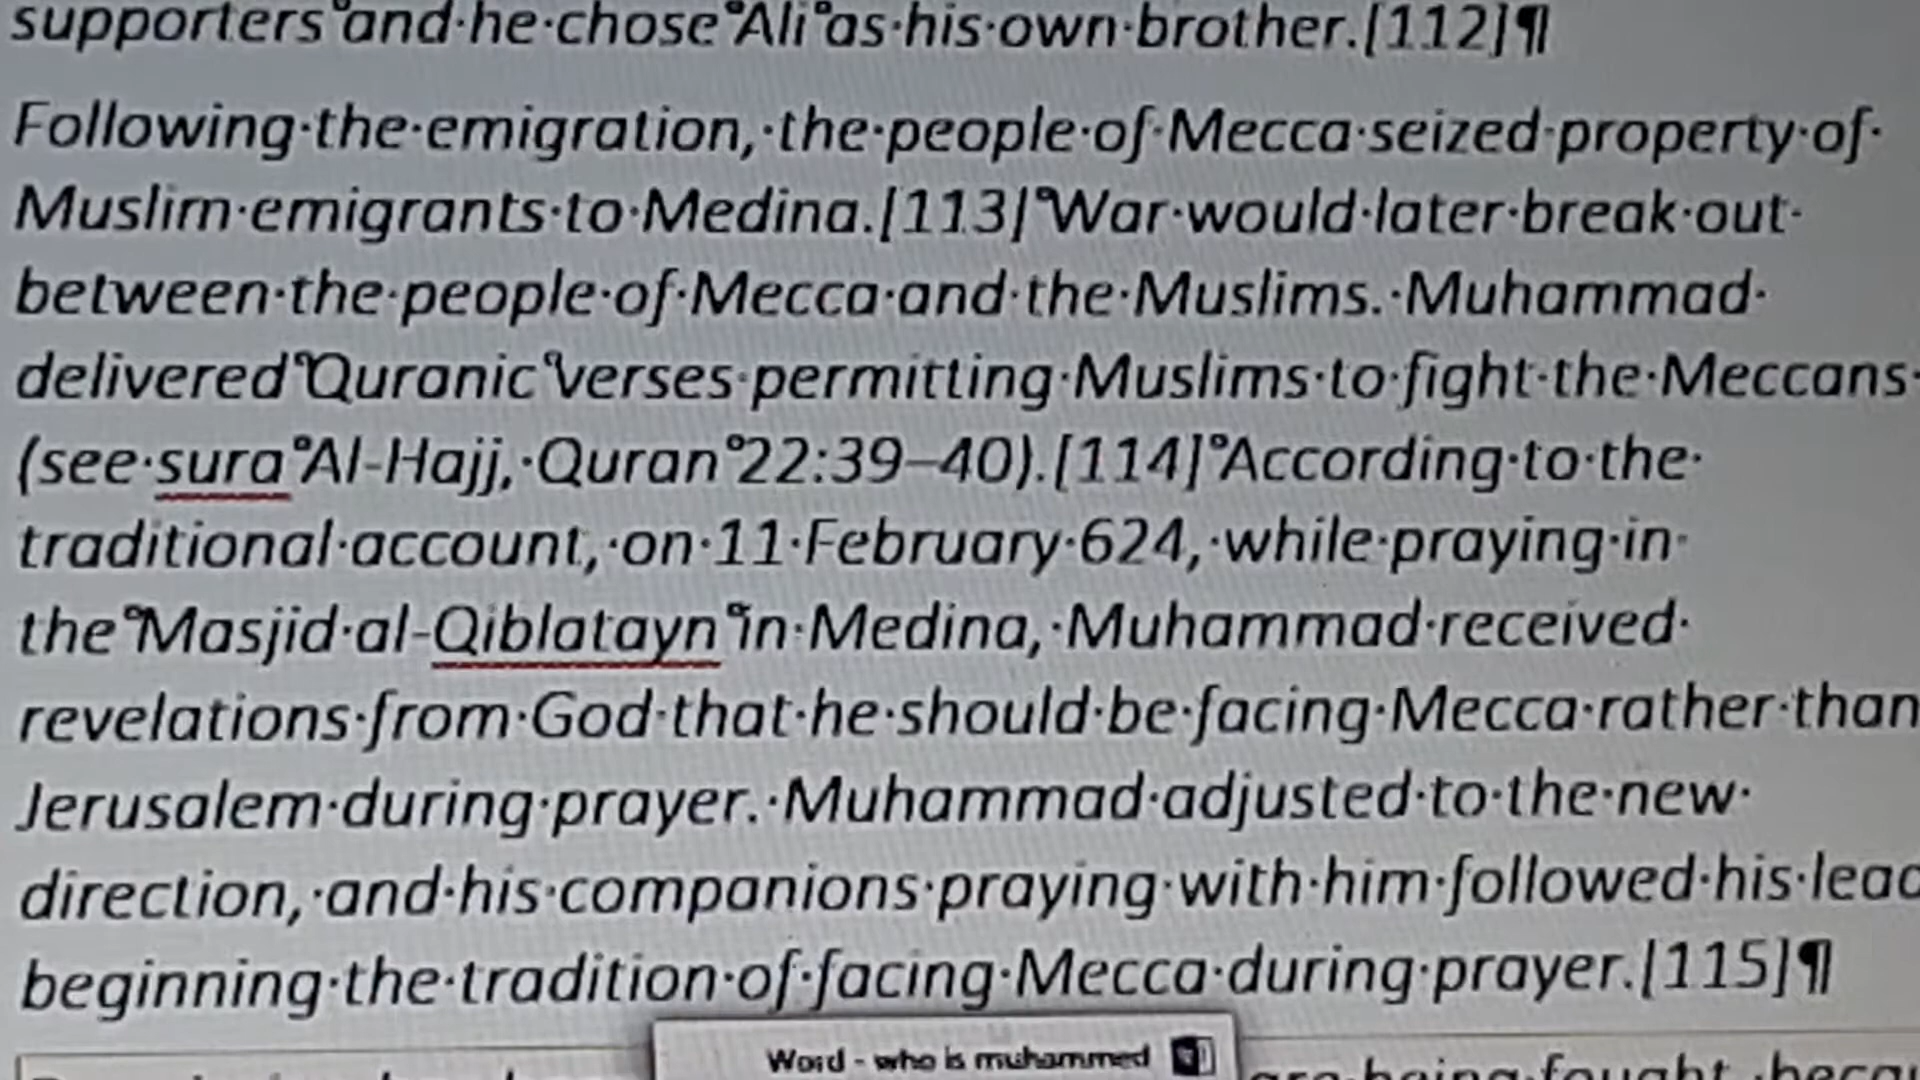 supporters and he chose Ali as his own brother.[112]¶
Following the emigration, the people of Mecca seized property of
Muslim emigrants to Medina.[113] War would later break out
between the people of Mecca and the Muslims. Muhammad
delivered Quranic verses permitting Muslims to fight the Meccans
(see sura Al-Hajj, Quran 22:39–40).[114] According to the
traditional account, on 11 February 624, while praying in
the Masjid al-Qiblatayn in Medina, Muhammad received
revelations from God that he should be facing Mecca rather than
Jerusalem during prayer. Muhammad adjusted to the new
direction, and his companions praying with him followed his lead
beginning the tradition of facing Mecca during prayer.[115]¶
Word - who is muhammed
are being fought, becau